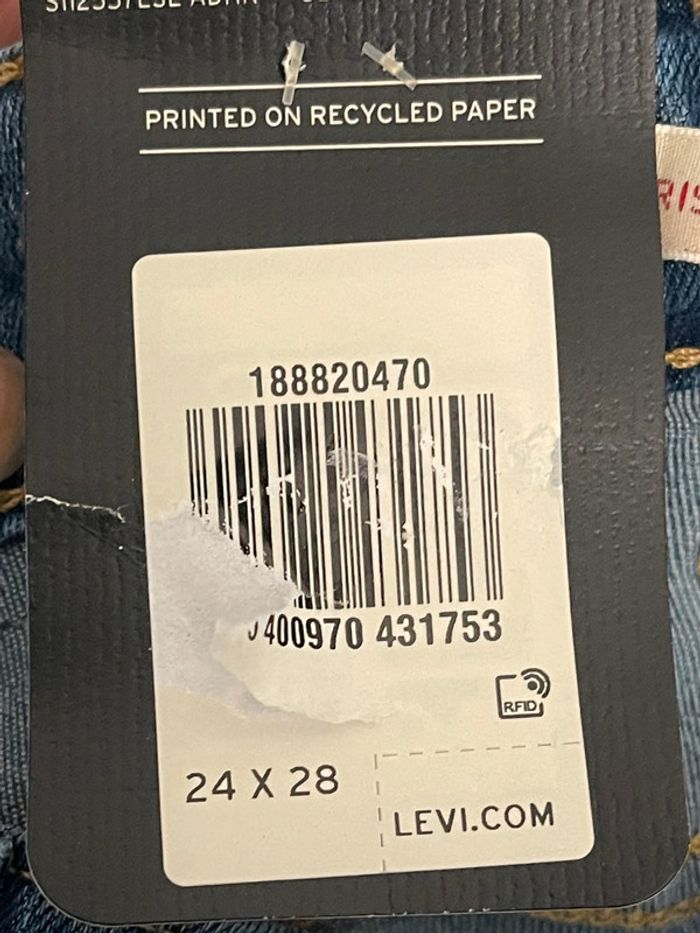 PRINTED ON RECYCLED PAPER
188820470
400970 431753
RFID
24 X 28
LEVI.COM